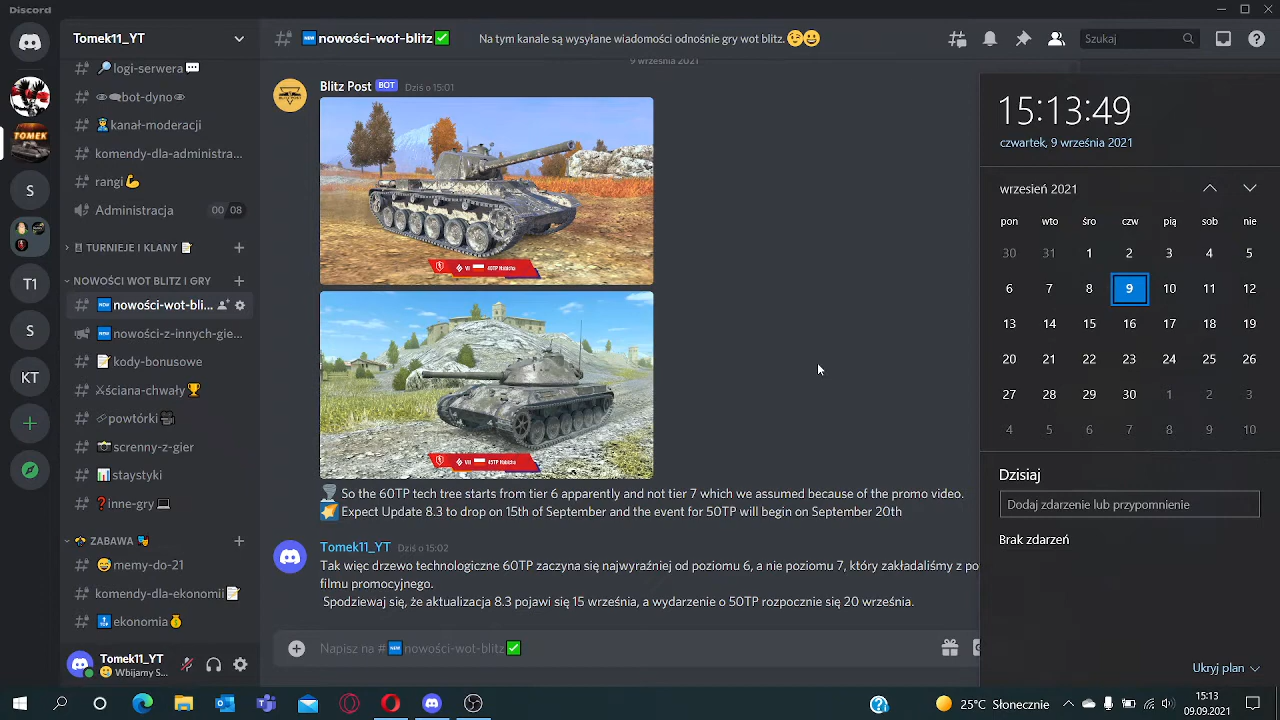 Discord
Tomek11_YT
nowości-wot-blitz
Na tym kanale są wysyłane wiadomości odnośnie gry wot blitz.
Szukaj
logi-serwera
bot-dyno
kanał-moderacji
komendy-dla-administra...
rangi
Administracja
00 08
TURNIEJE I KLANY
NOWOŚCI WOT BLITZ I GRY
nowości-wot-bli...
nowości-z-innych-gie...
kody-bonusowe
ściana-chwały
powtórki
screnny-z-gier
staystyki
inne-gry
ZABAWA
memy-do-21
komendy-dla-ekonomii
ekonomia
TOMEK
S
T1
S
KT
Tomek11_YT
Wbijamy S...
9 września 2021
Blitz Post BOT Dziś o 15:01
VII 40TP Habicha
VIII 45TP Habicha
So the 60TP tech tree starts from tier 6 apparently and not tier 7 which we assumed because of the promo video.
Expect Update 8.3 to drop on 15th of September and the event for 50TP will begin on September 20th
Tomek11_YT Dziś o 15:02
Tak więc drzewo technologiczne 60TP zaczyna się najwyraźniej od poziomu 6, a nie poziomu 7, który zakładaliśmy z po
filmu promocyjnego.
Spodziewaj się, że aktualizacja 8.3 pojawi się 15 września, a wydarzenie o 50TP rozpocznie się 20 września.
Napisz na # nowości-wot-blitz
15:13:49
czwartek, 9 września 2021
wrzesień 2021
pon wto śro czw pią sob nie
30 31 1 2 3 4 5
6 7 8 9 10 11 12
13 14 15 16 17 18 19
20 21 22 23 24 25 26
27 28 29 30 1 2 3
4 5 6 7 8 9 10
Dzisiaj
Dodaj zdarzenie lub przypomnienie
Brak zdarzeń
Ukryj plan
25°C Słonecznie
15:13
09.09.2021